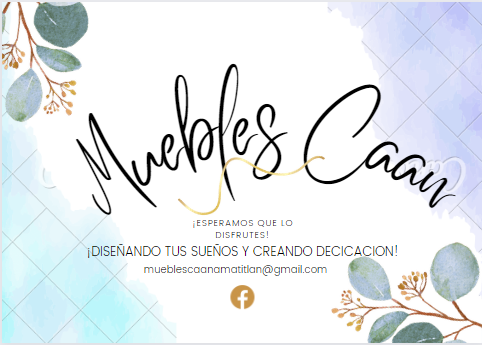 Muebles Caan
¡ESPERAMOS QUE LO
DISFRUTES!
¡DISEÑANDO TUS SUEÑOS Y CREANDO DECICACION!
mueblescaanamatitlan@gmail.com